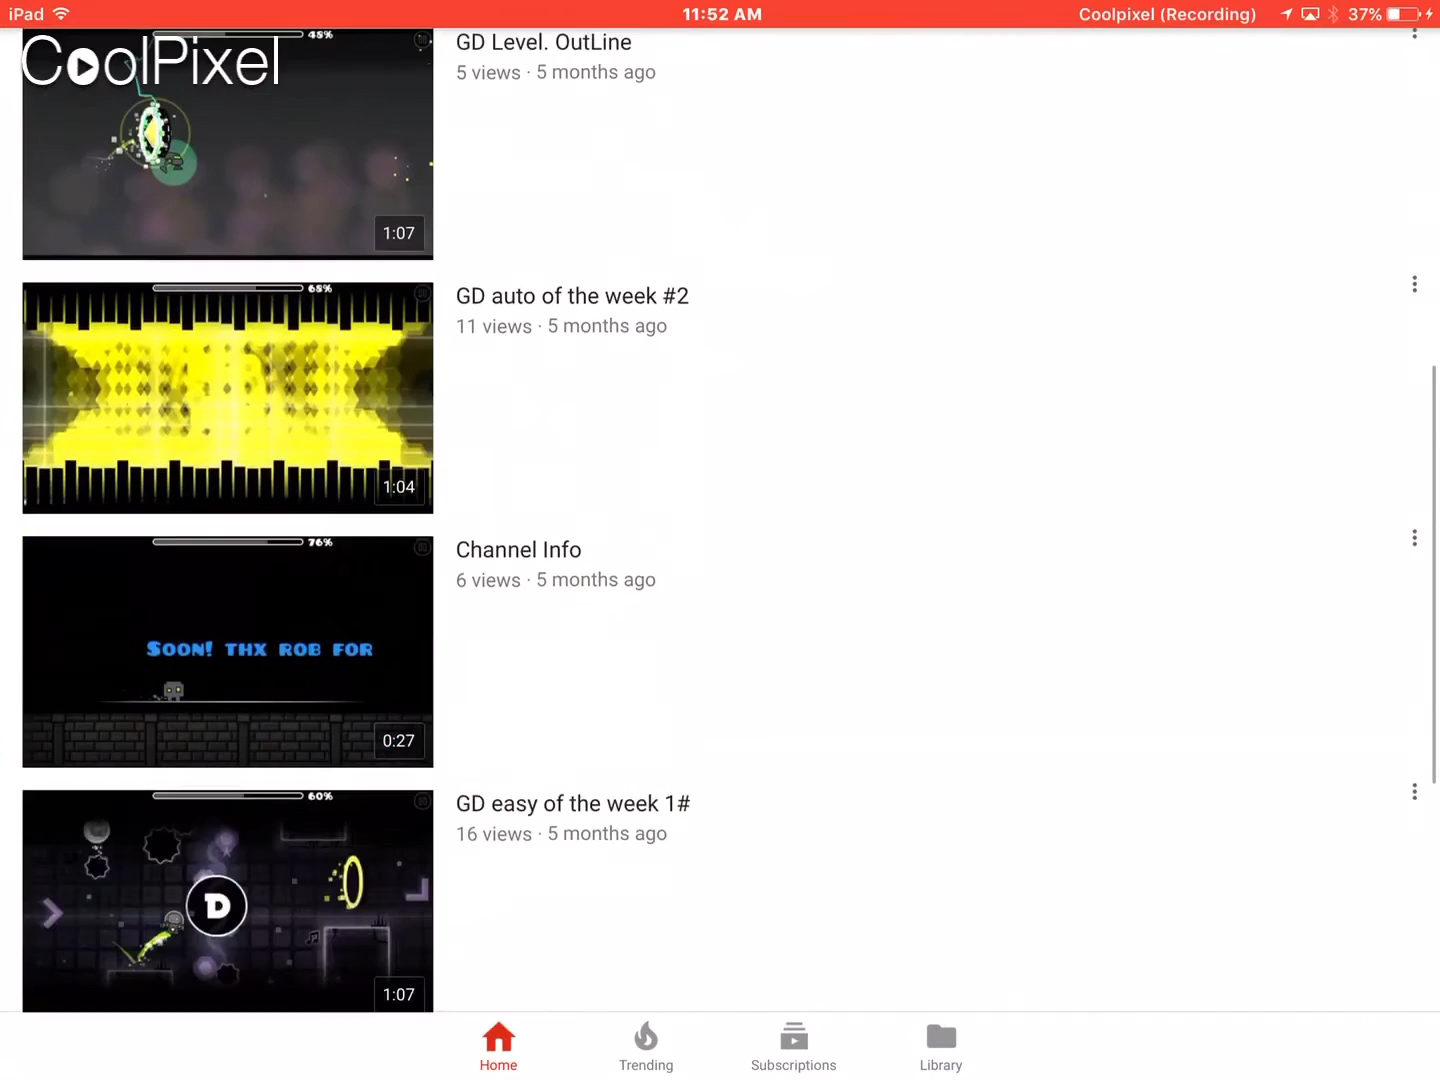 iPad
11:52 AM
Coolpixel (Recording)
37%
CoolPixel
48%
1:07
GD Level. OutLine
5 views · 5 months ago
68%
1:04
GD auto of the week #2
11 views · 5 months ago
76%
SOON! THX ROB FOR
0:27
Channel Info
6 views · 5 months ago
60%
D
1:07
GD easy of the week 1#
16 views · 5 months ago
Home
Trending
Subscriptions
Library